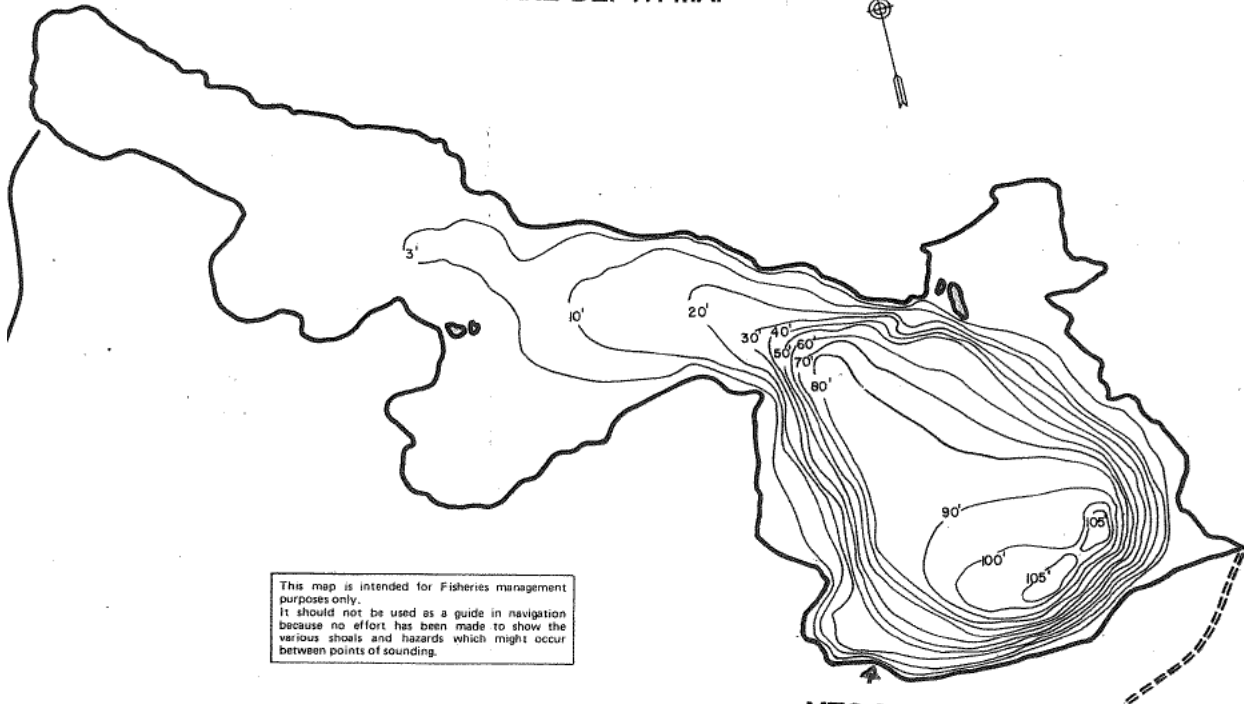 3'
10'
20'
30'
40'
50'
60'
70'
80'
90'
105
100'
105'
This map is intended for Fisheries management
purposes only.
It should not be used as a guide in navigation
because no effort has been made to show the
various shoals and hazards which might occur
between points of sounding.